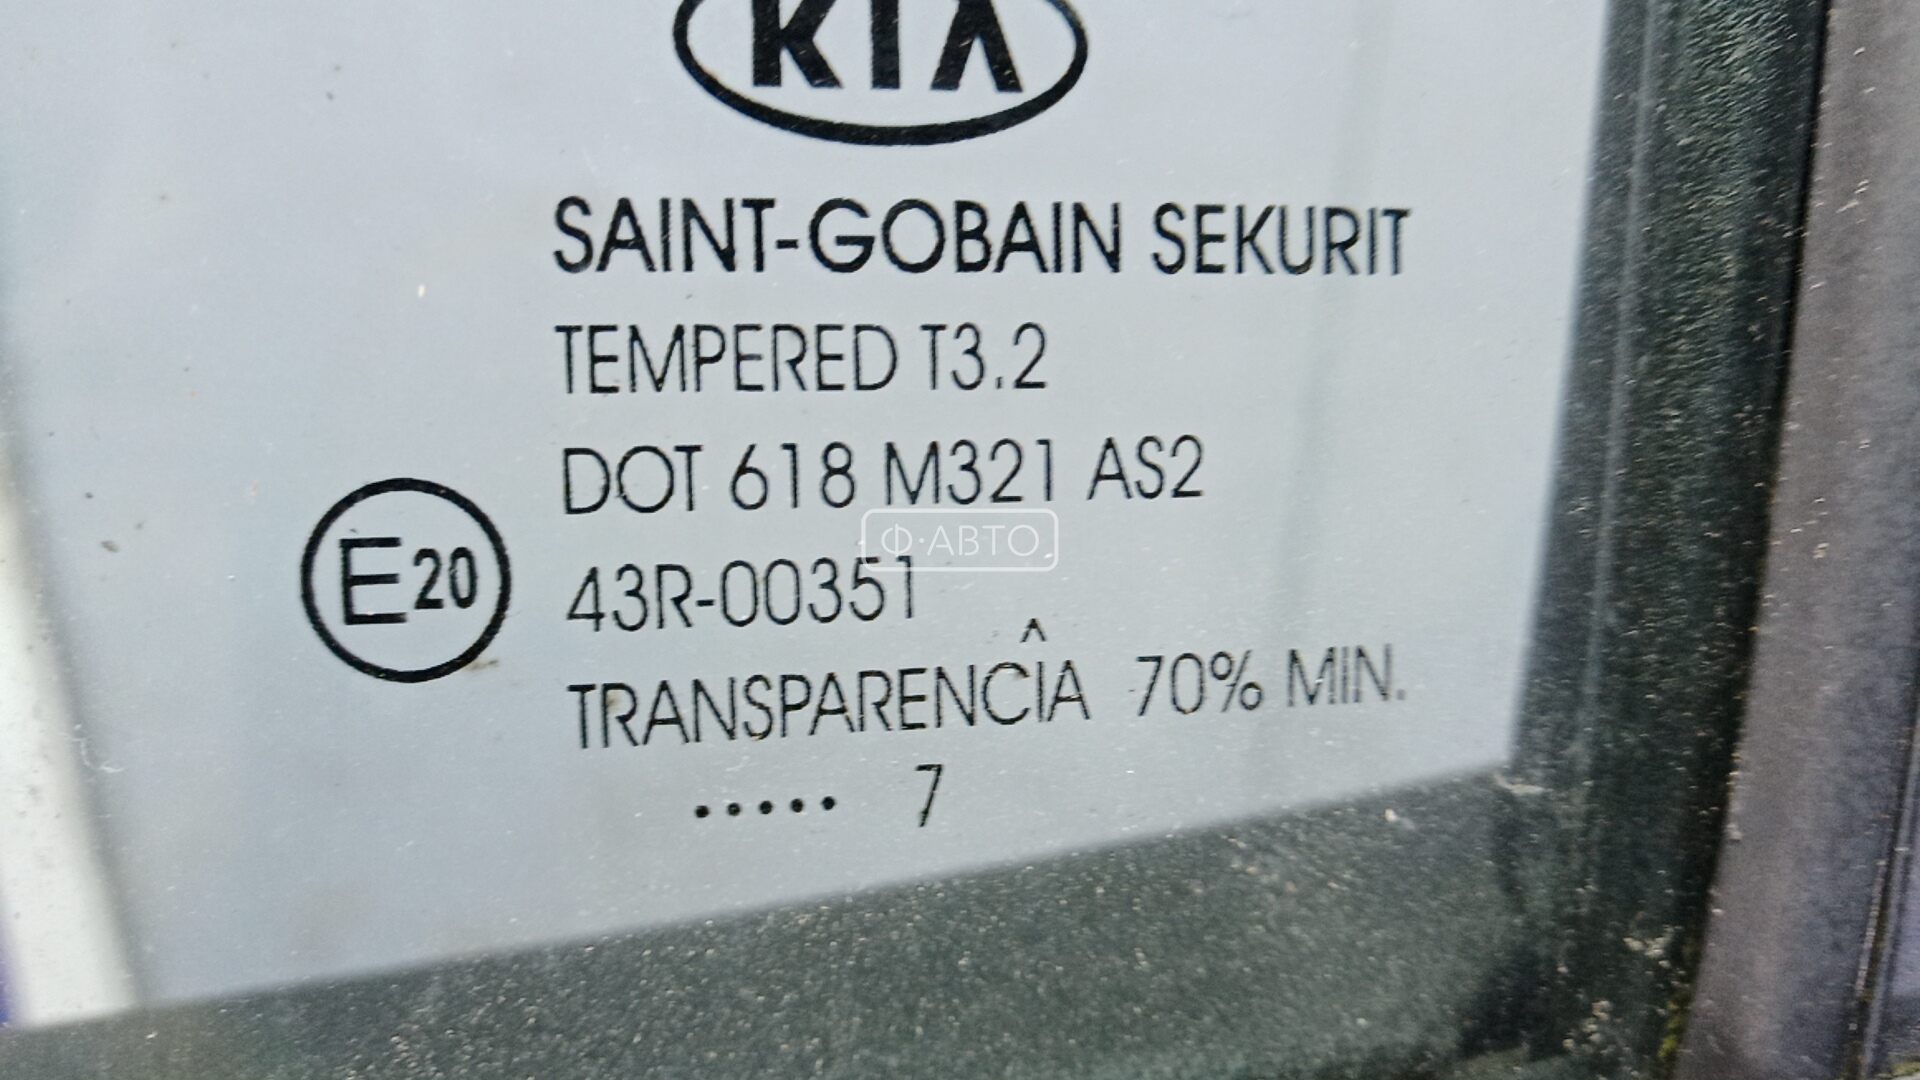 KIA
SAINT-GOBAIN SEKURIT
TEMPERED T3.2
DOT 618 M321 AS2
Ф·АВТО
E20
43R-00351
TRANSPARENCÎA 70% MIN.
..... 7